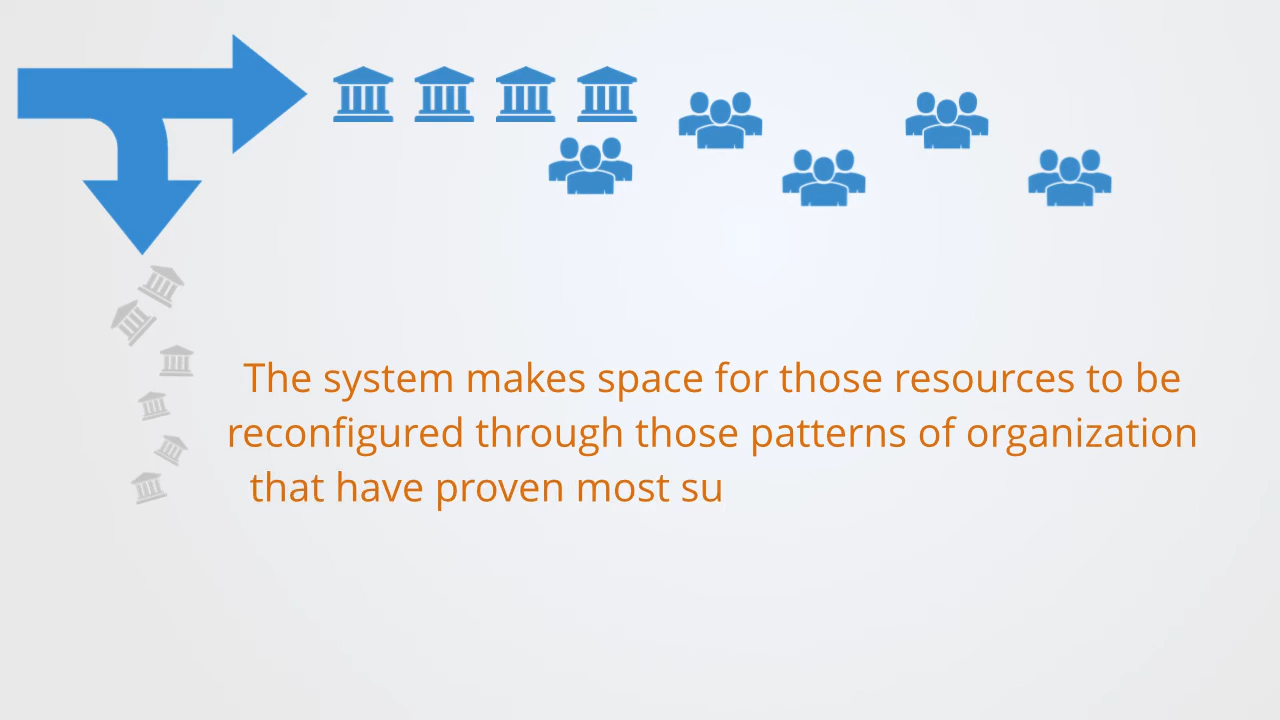 The system makes space for those resources to be
reconfigured through those patterns of organization
that have proven most su